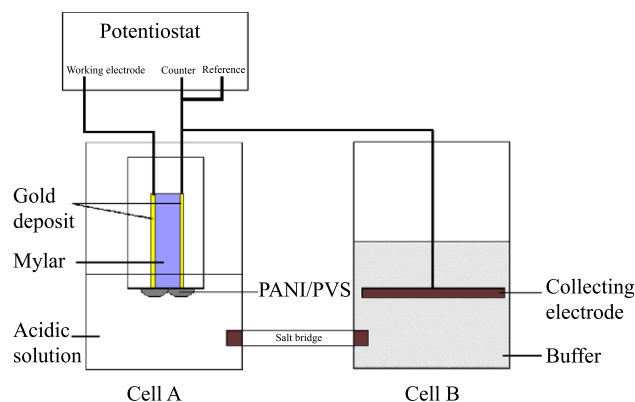 Potentiostat
Working electrode Counter Reference
Gold
deposit
Mylar
PANI/PVS
Collecting
electrode
Acidic
solution
Salt bridge
Buffer
Cell A
Cell B